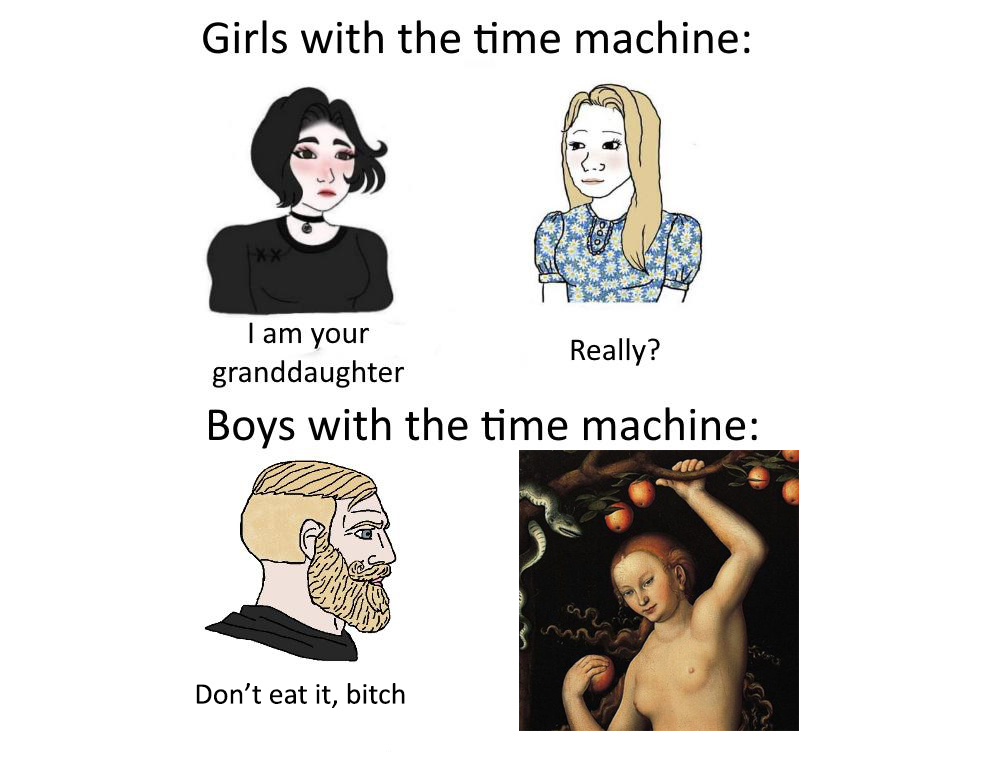 Girls with the time machine:
I am your
granddaughter
Really?
Boys with the time machine:
Don’t eat it, bitch